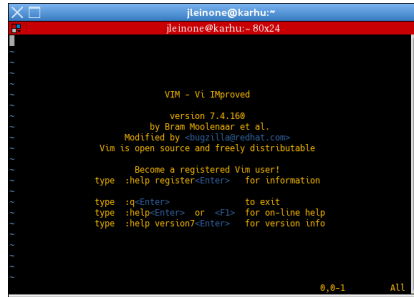 jleinone@karhu:~
jleinone@karhu:~ 80x24
~
~
~
~
~
VIM - Vi IMproved
~
~
version 7.4.160
~
by Bram Moolenaar et al.
~
Modified by <bugzilla@redhat.com>
~
Vim is open source and freely distributable
~
~
Become a registered Vim user!
~
type :help register<Enter> for information
~
~
type :q<Enter> to exit
~
type :help<Enter> or <F1> for on-line help
~
type :help version7<Enter> for version info
~
~
~
~
~
0,0-1 All